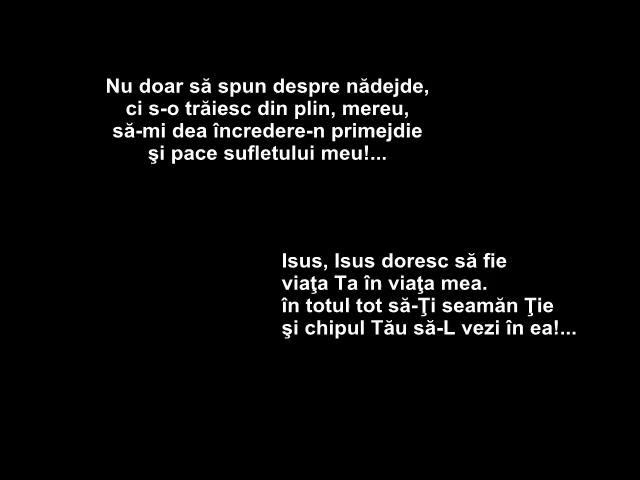 Nu doar să spun despre nădejde,
ci s-o trăiesc din plin, mereu,
să-mi dea încredere-n primejdie
şi pace sufletului meu!...
Isus, Isus doresc să fie
viaţa Ta în viaţa mea.
în totul tot să-Ţi seamăn Ţie
şi chipul Tău să-L vezi în ea!...